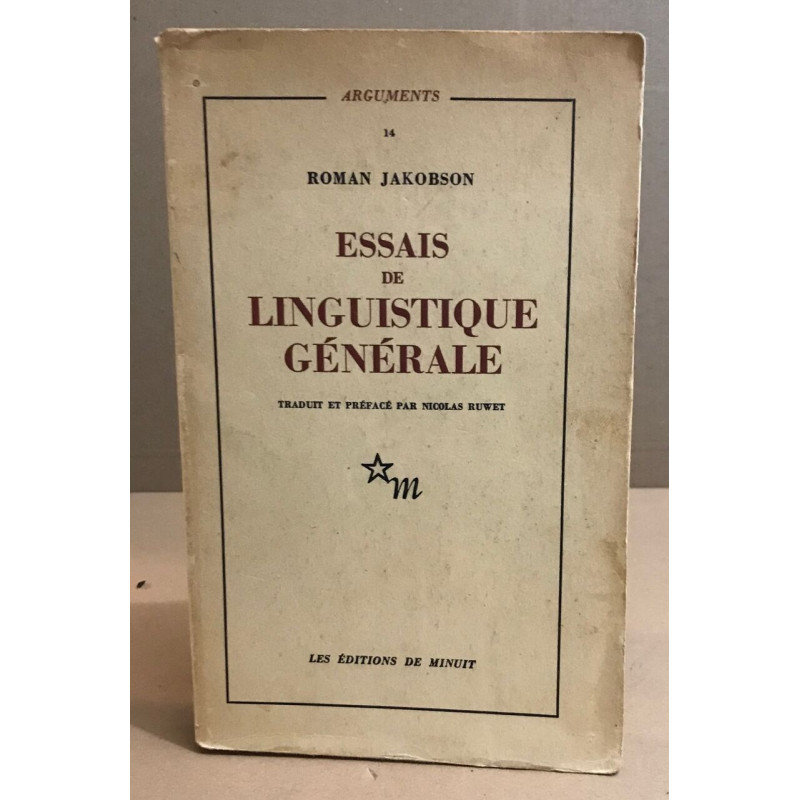 ARGUMENTS
14
ROMAN JAKOBSON
ESSAIS
DE
LINGUISTIQUE
GÉNÉRALE
TRADUIT ET PRÉFACÉ PAR NICOLAS RUWET
m
LES ÉDITIONS DE MINUIT